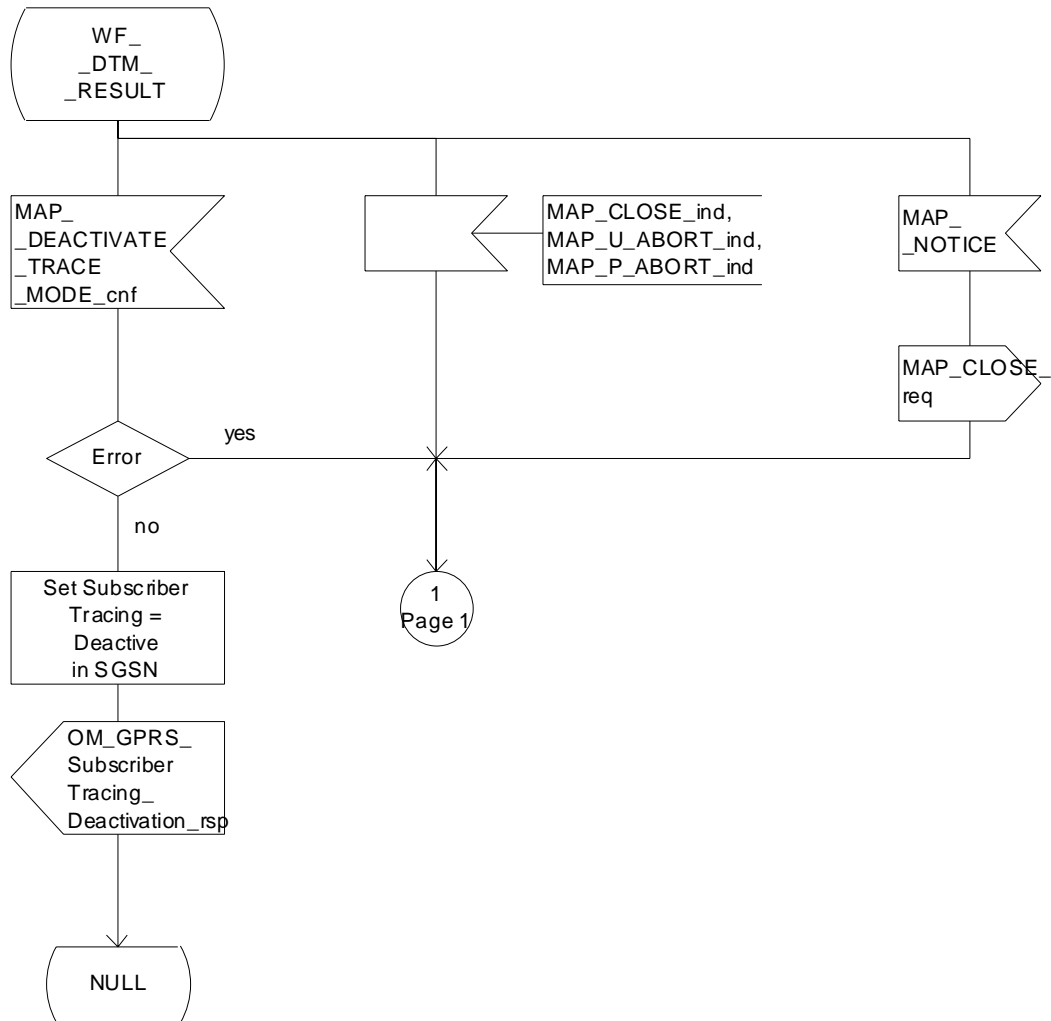 WF_
_DTM_
_RESULT
MAP_
_DEACTIVATE
_TRACE
_MODE_cnf
MAP_CLOSE_ind,
MAP_U_ABORT_ind,
MAP_P_ABORT_ind
MAP_
_NOTICE
MAP_CLOSE_
req
Error
yes
no
1
Page 1
Set Subscriber
Tracing =
Deactive
in SGSN
OM_GPRS_
Subscriber
Tracing_
Deactivation_rsp
NULL